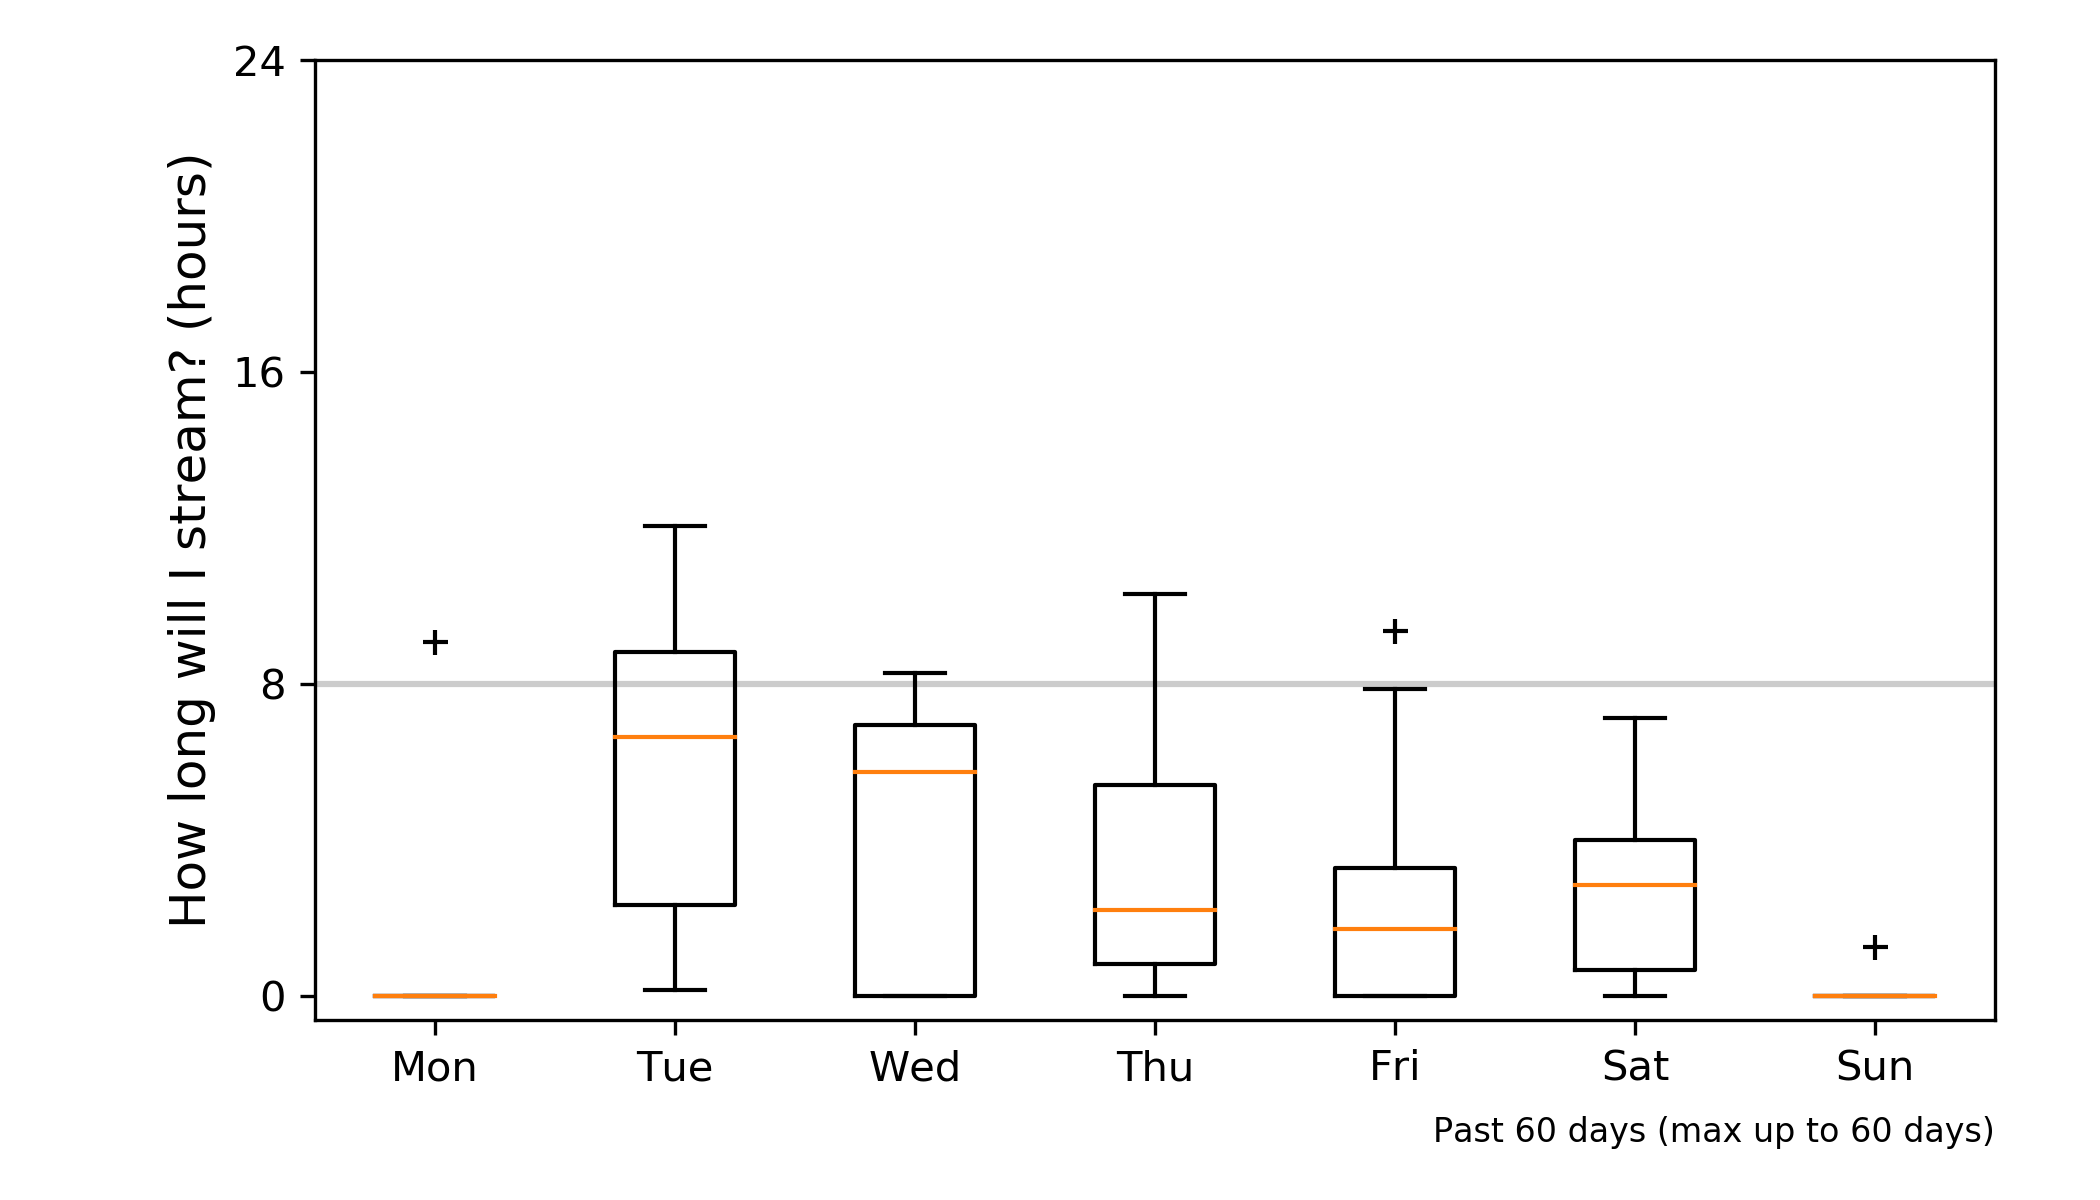 How long will I stream? (hours)
24
16
8
0
Mon Tue Wed Thu Fri Sat Sun
Past 60 days (max up to 60 days)